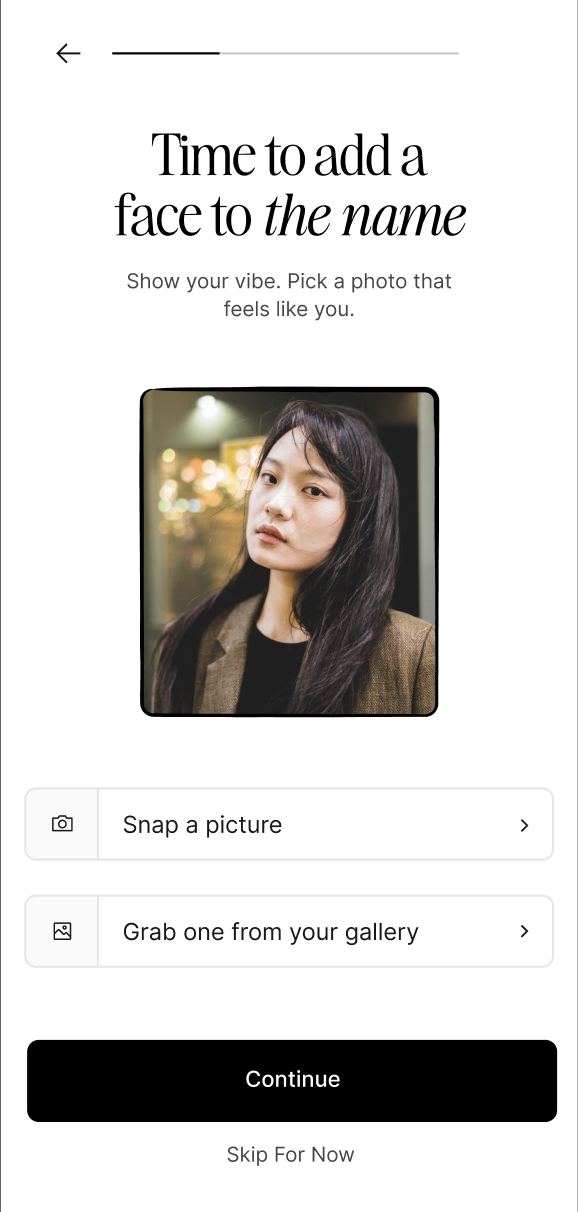 Time to add a
face to the name
Show your vibe. Pick a photo that
feels like you.
Snap a picture
Grab one from your gallery
Continue
Skip For Now